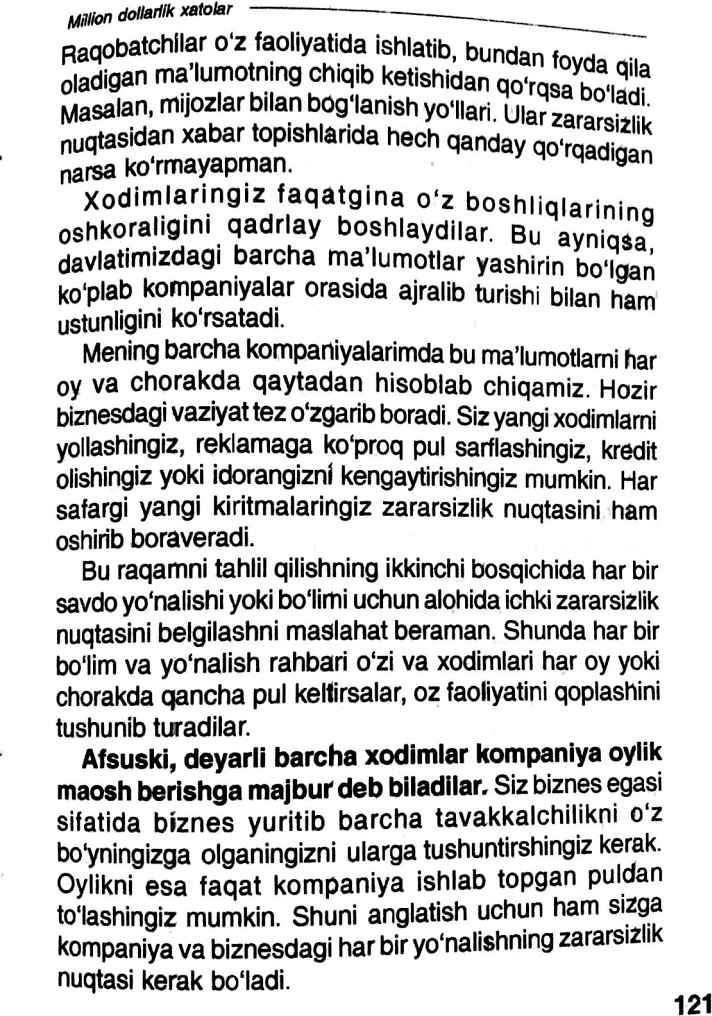 Million dollarlik xatolar
Raqobatchilar o‘z faoliyatida ishlatib, bundan foyda qila
oladigan ma’lumotning chiqib ketishidan qo‘rqsa bo‘ladi.
Masalan, mijozlar bilan bog‘lanish yo‘llari. Ular zararsizlik
nuqtasidan xabar topishlarida hech qanday qo‘rqadigan
narsa ko‘rmayapman.
Xodimlaringiz faqatgina o‘z boshliqlarining
oshkoraligini qadrlay boshlaydilar. Bu ayniqsa,
davlatimizdagi barcha ma’lumotlar yashirin bo‘lgan
ko‘plab kompaniyalar orasida ajralib turishi bilan ham
ustunligini ko‘rsatadi.
Mening barcha kompaniyalarimda bu ma’lumotlarni har
oy va chorakda qaytadan hisoblab chiqamiz. Hozir
biznesdagi vaziyat tez o‘zgarib boradi. Siz yangi xodimlarni
yollashingiz, reklamaga ko‘proq pul sarflashingiz, kredit
olishingiz yoki idorangizni kengaytirishingiz mumkin. Har
safargi yangi kiritmalaringiz zararsizlik nuqtasini ham
oshirib boraveradi.
Bu raqamni tahlil qilishning ikkinchi bosqichida har bir
savdo yo‘nalishi yoki bo‘limi uchun alohida ichki zararsizlik
nuqtasini belgilashni maslahat beraman. Shunda har bir
bo‘lim va yo‘nalish rahbari o‘zi va xodimlari har oy yoki
chorakda qancha pul keltirsalar, oz faoliyatini qoplashini
tushunib turadilar.
Afsuski, deyarli barcha xodimlar kompaniya oylik
maosh berishga majbur deb biladilar. Siz biznes egasi
sifatida biznes yuritib barcha tavakkalchilikni o‘z
bo‘yningizga olganingizni ularga tushuntirshingiz kerak.
Oylikni esa faqat kompaniya ishlab topgan puldan
to‘lashingiz mumkin. Shuni anglatish uchun ham sizga
kompaniya va biznesdagi har bir yo‘nalishning zararsizlik
nuqtasi kerak bo‘ladi.
121